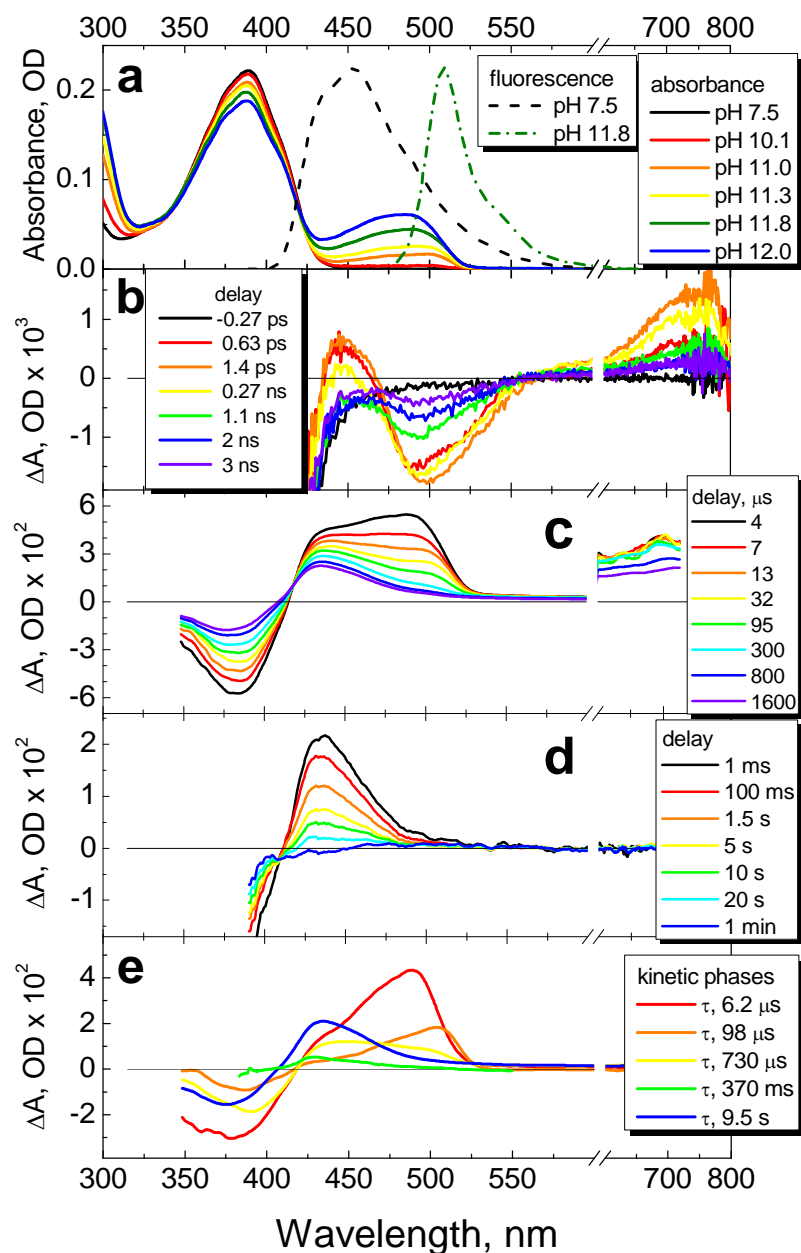 300 350 400 450 500 550 700 800
a
Absorbance, OD
0.2
0.1
0.0
fluorescence
pH 7.5
pH 11.8
absorbance
pH 7.5
pH 10.1
pH 11.0
pH 11.3
pH 11.8
pH 12.0
b
ΔA, OD x 10³
1
0
-1
delay
-0.27 ps
0.63 ps
1.4 ps
0.27 ns
1.1 ns
2 ns
3 ns
c
ΔA, OD x 10²
6
3
0
-3
-6
delay, μs
4
7
13
32
95
300
800
1600
d
ΔA, OD x 10²
2
1
0
-1
delay
1 ms
100 ms
1.5 s
5 s
10 s
20 s
1 min
e
ΔA, OD x 10²
4
2
0
-2
kinetic phases
τ, 6.2 μs
τ, 98 μs
τ, 730 μs
τ, 370 ms
τ, 9.5 s
300 350 400 450 500 550 700 800
Wavelength, nm